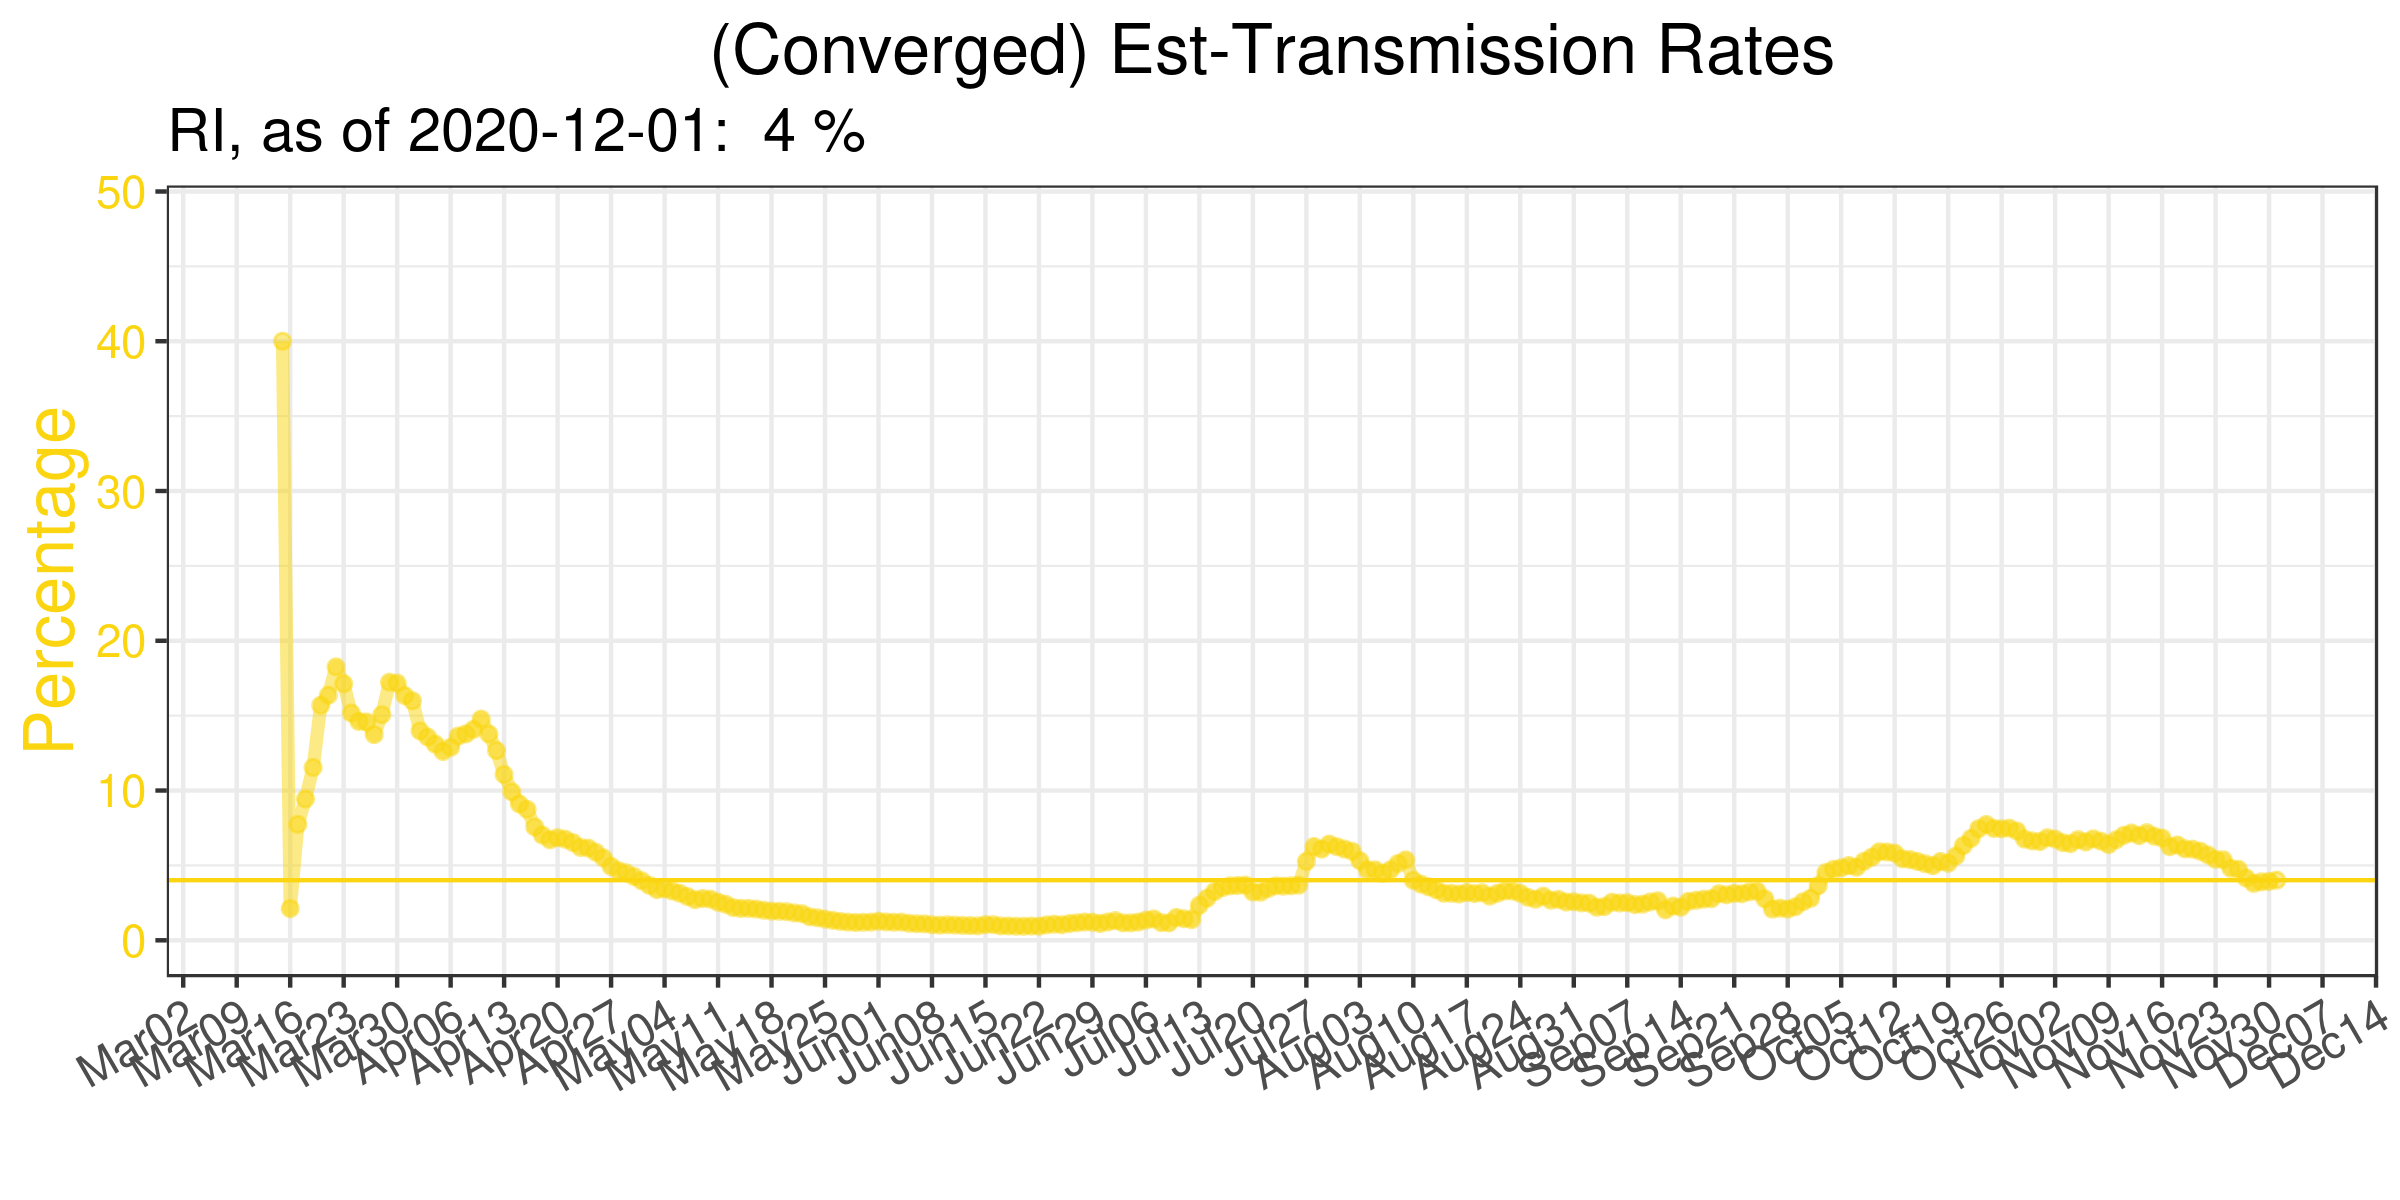 (Converged) Est-Transmission Rates
RI, as of 2020-12-01:  4 %
Percentage
50
40
30
20
10
0
Mar02
Mar09
Mar16
Mar23
Mar30
Apr06
Apr13
Apr20
Apr27
May04
May11
May18
May25
Jun01
Jun08
Jun15
Jun22
Jun29
Jul06
Jul13
Jul20
Jul27
Aug03
Aug10
Aug17
Aug24
Aug31
Sep07
Sep14
Sep21
Sep28
Oct05
Oct12
Oct19
Oct26
Nov02
Nov09
Nov16
Nov23
Nov30
Dec07
Dec14